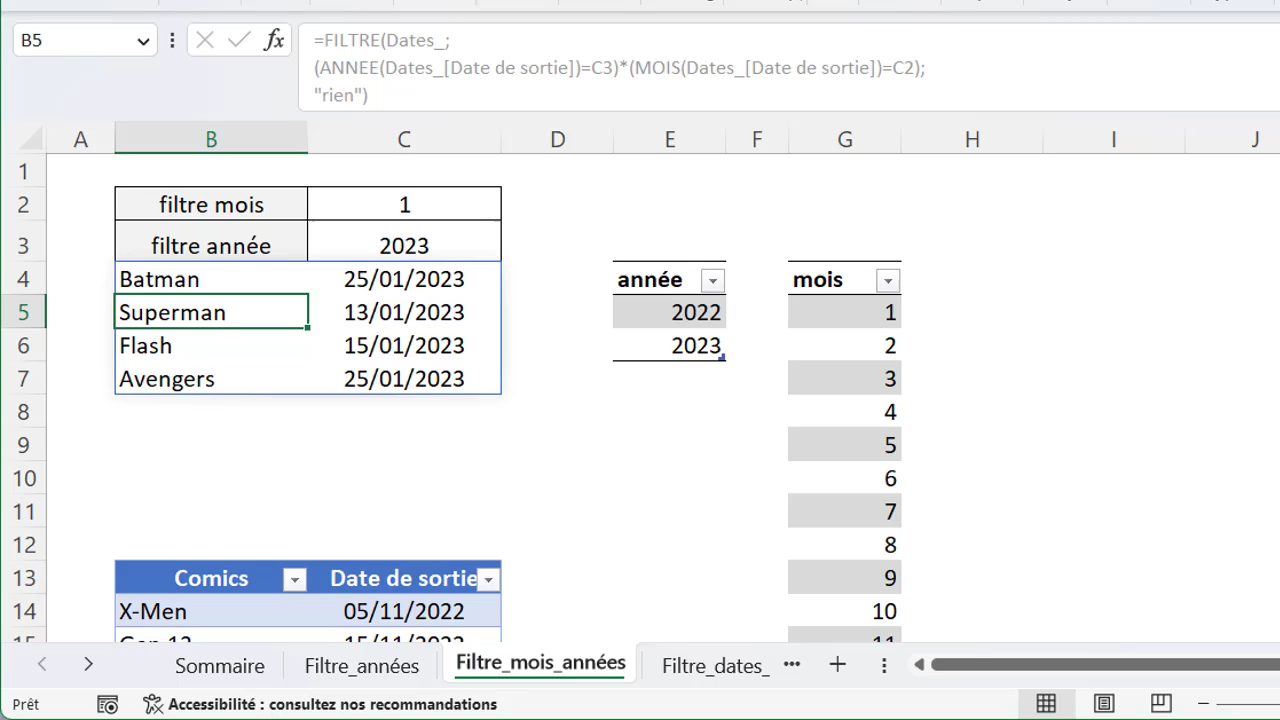 B5
fx
=FILTRE(Dates_;
(ANNEE(Dates_[Date de sortie])=C3)*(MOIS(Dates_[Date de sortie])=C2);
"rien")
A B C D E F G H I J
1
2 filtre mois 1
3 filtre année 2023
4 Batman 25/01/2023 année mois
5 Superman 13/01/2023 2022 1
6 Flash 15/01/2023 2023 2
7 Avengers 25/01/2023 3
8 4
9 5
10 6
11 7
12 8
13 Comics Date de sortie 9
14 X-Men 05/11/2022 10
15 11
Sommaire Filtre_années Filtre_mois_années Filtre_dates_ ...
Prêt Accessibilité : consultez nos recommandations